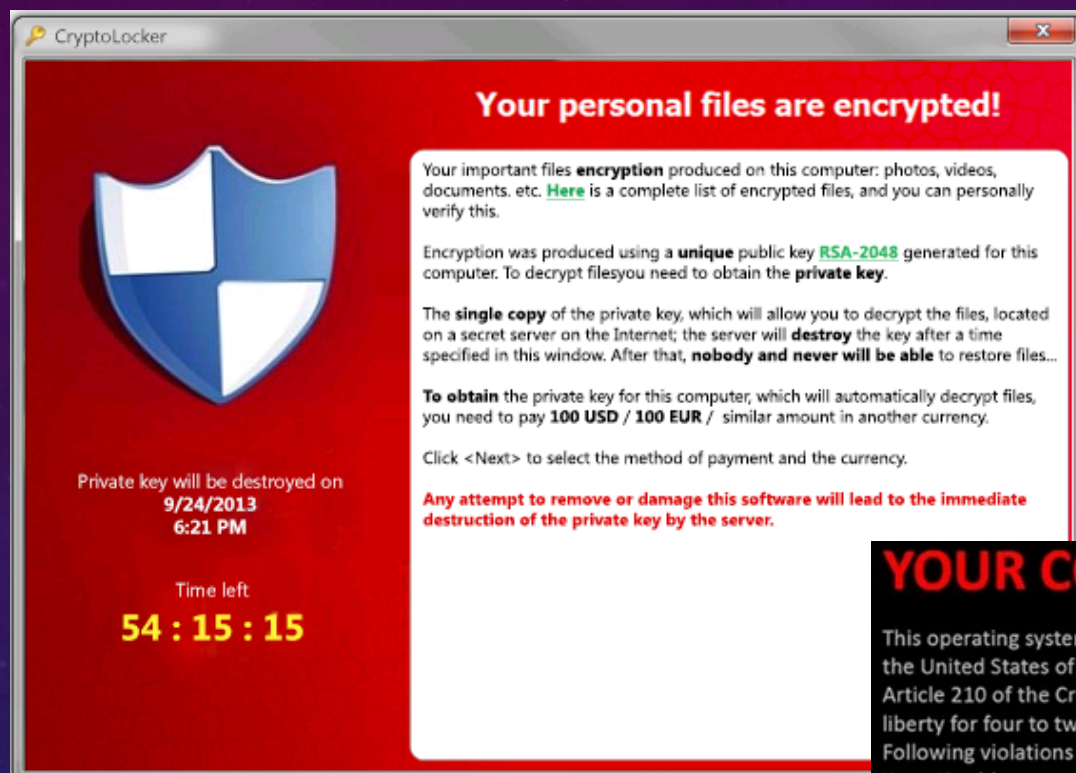 CryptoLocker
Your personal files are encrypted!
Your important files encryption produced on this computer: photos, videos,
documents. etc. Here is a complete list of encrypted files, and you can personally
verify this.
Encryption was produced using a unique public key RSA-2048 generated for this
computer. To decrypt filesyou need to obtain the private key.
The single copy of the private key, which will allow you to decrypt the files, located
on a secret server on the Internet; the server will destroy the key after a time
specified in this window. After that, nobody and never will be able to restore files...
To obtain the private key for this computer, which will automatically decrypt files,
you need to pay 100 USD / 100 EUR / similar amount in another currency.
Click <Next> to select the method of payment and the currency.
Any attempt to remove or damage this software will lead to the immediate
destruction of the private key by the server.
Private key will be destroyed on
9/24/2013
6:21 PM
Time left
54 : 15 : 15
YOUR
This operating
the United States of
Article 210 of the
liberty for four to
Following violations